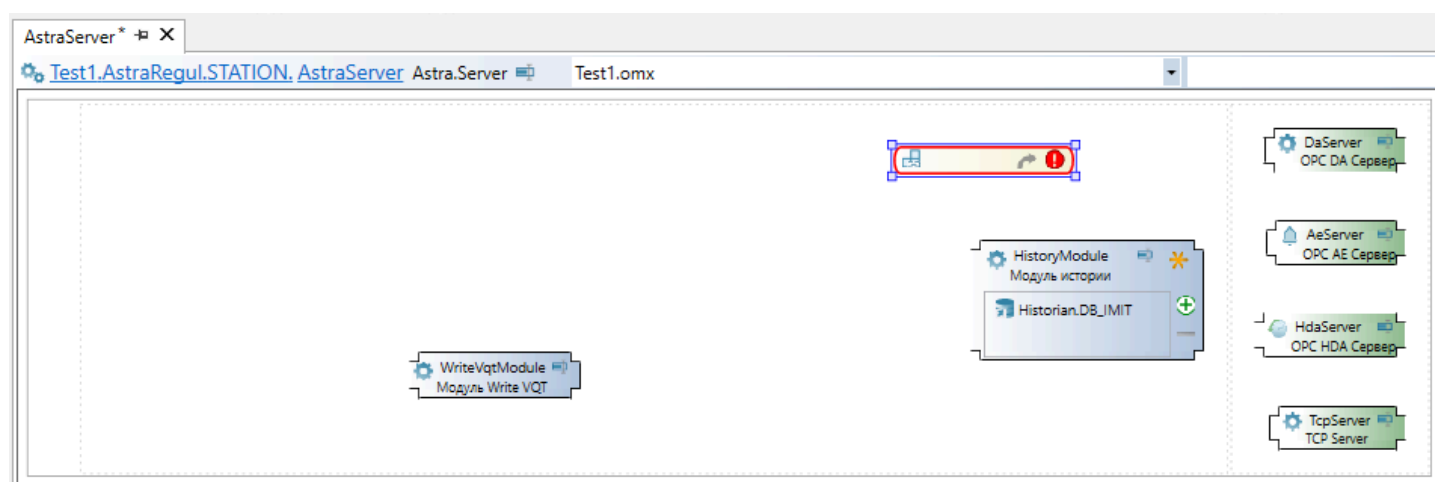 AstraServer*
Test1.AstraRegul.STATION. AstraServer Astra.Server Test1.omx
DaServer
OPC DA Сервер
AeServer
OPC AE Сервер
HistoryModule
Модуль истории
Historian.DB_IMIT
HdaServer
OPC HDA Сервер
WriteVqtModule
Модуль Write VQT
TcpServer
TCP Server